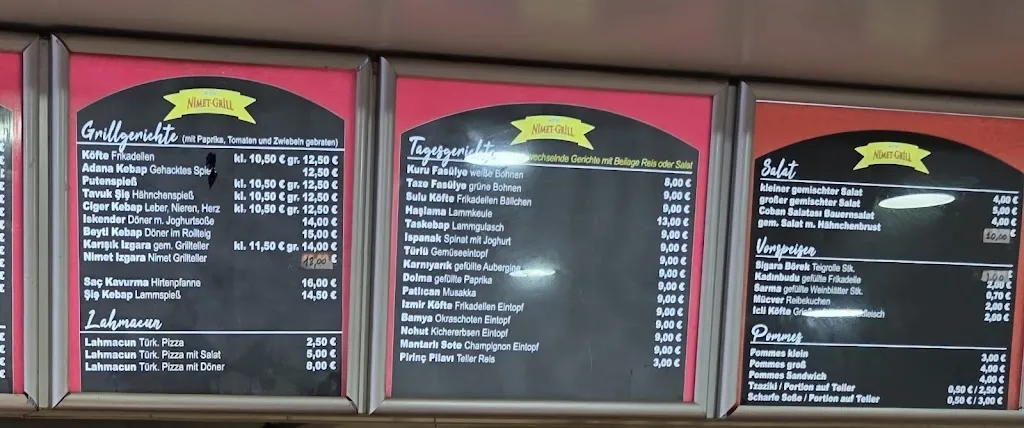 NIMET-GRILL
Grillgerichte (mit Paprika, Tomaten und Zwiebeln gebraten)
Köfte Frikadellen kl. 10,50 € gr. 12,50 €
Adana Kebap Gehacktes 12,50 €
Putenspieß kl. 10,50 € gr. 12,50 €
Tavuk Şiş Hähnchenspieß kl. 10,50 € gr. 12,50 €
Ciger Kebap Leber, Nieren, Herz kl. 10,50 € gr. 12,50 €
Iskender Döner m. Joghurtsoße 14,00 €
Beyti Kebap Döner im Rollteig 15,00 €
Karışık Izgara gem. Grillteller kl. 11,50 € gr. 14,00 €
Nimet Izgara Nimet Grillteller 18,00 €
Saç Kavurma Hirtenpfanne 16,00 €
Şiş Kebap Lammspieß 14,50 €
Lahmacun
Lahmacun Türk. Pizza 2,50 €
Lahmacun Türk. Pizza mit Salat 5,00 €
Lahmacun Türk. Pizza mit Döner 8,00 €
NIMET-GRILL
Tagesgerichte wechselnde Gerichte mit Beilage Reis oder Salat
Kuru Fasülye weiße Bohnen 8,00 €
Taze Fasülye grüne Bohnen 9,00 €
Sulu Köfte Frikadellen Bällchen 9,00 €
Haşlama Lammkeule 13,00 €
Taskebap Lammgulasch 9,00 €
Ispanak Spinat mit Joghurt 9,00 €
Türlü Gemüseeintopf 9,00 €
Karnıyarık gefüllte Aubergine 9,00 €
Dolma gefüllte Paprika 9,00 €
Patlıcan Musakka 9,00 €
Izmir Köfte Frikadellen Eintopf 9,00 €
Bamya Okraschoten Eintopf 9,00 €
Nohut Kichererbsen Eintopf 9,00 €
Mantarlı Sote Champignon Eintopf 9,00 €
Pirinç Pilavı Teller Reis 3,00 €
NIMET-GRILL
Salat
kleiner gemischter Salat 4,00 €
großer gemischter Salat 5,00 €
Coban Salatası Bauernsalat 4,00 €
gem. Salat m. Hähnchenbrust 10,00
Vorspeisen
Sigara Börek Teigrolle Stk. 1,00
Kadınbudu gefüllte Frikadelle 2,00 €
Sarma gefüllte Weinblätter Stk. 0,70 €
Mücver Reibekuchen 2,00 €
Icli Köfte 2,00 €
Pommes
Pommes klein 3,00 €
Pommes groß 4,00 €
Pommes Sandwich 4,00 €
Tzaziki / Portion auf Teller 0,50 € / 2,50 €
Scharfe Soße / Portion auf Teller 0,50 € / 3,00 €